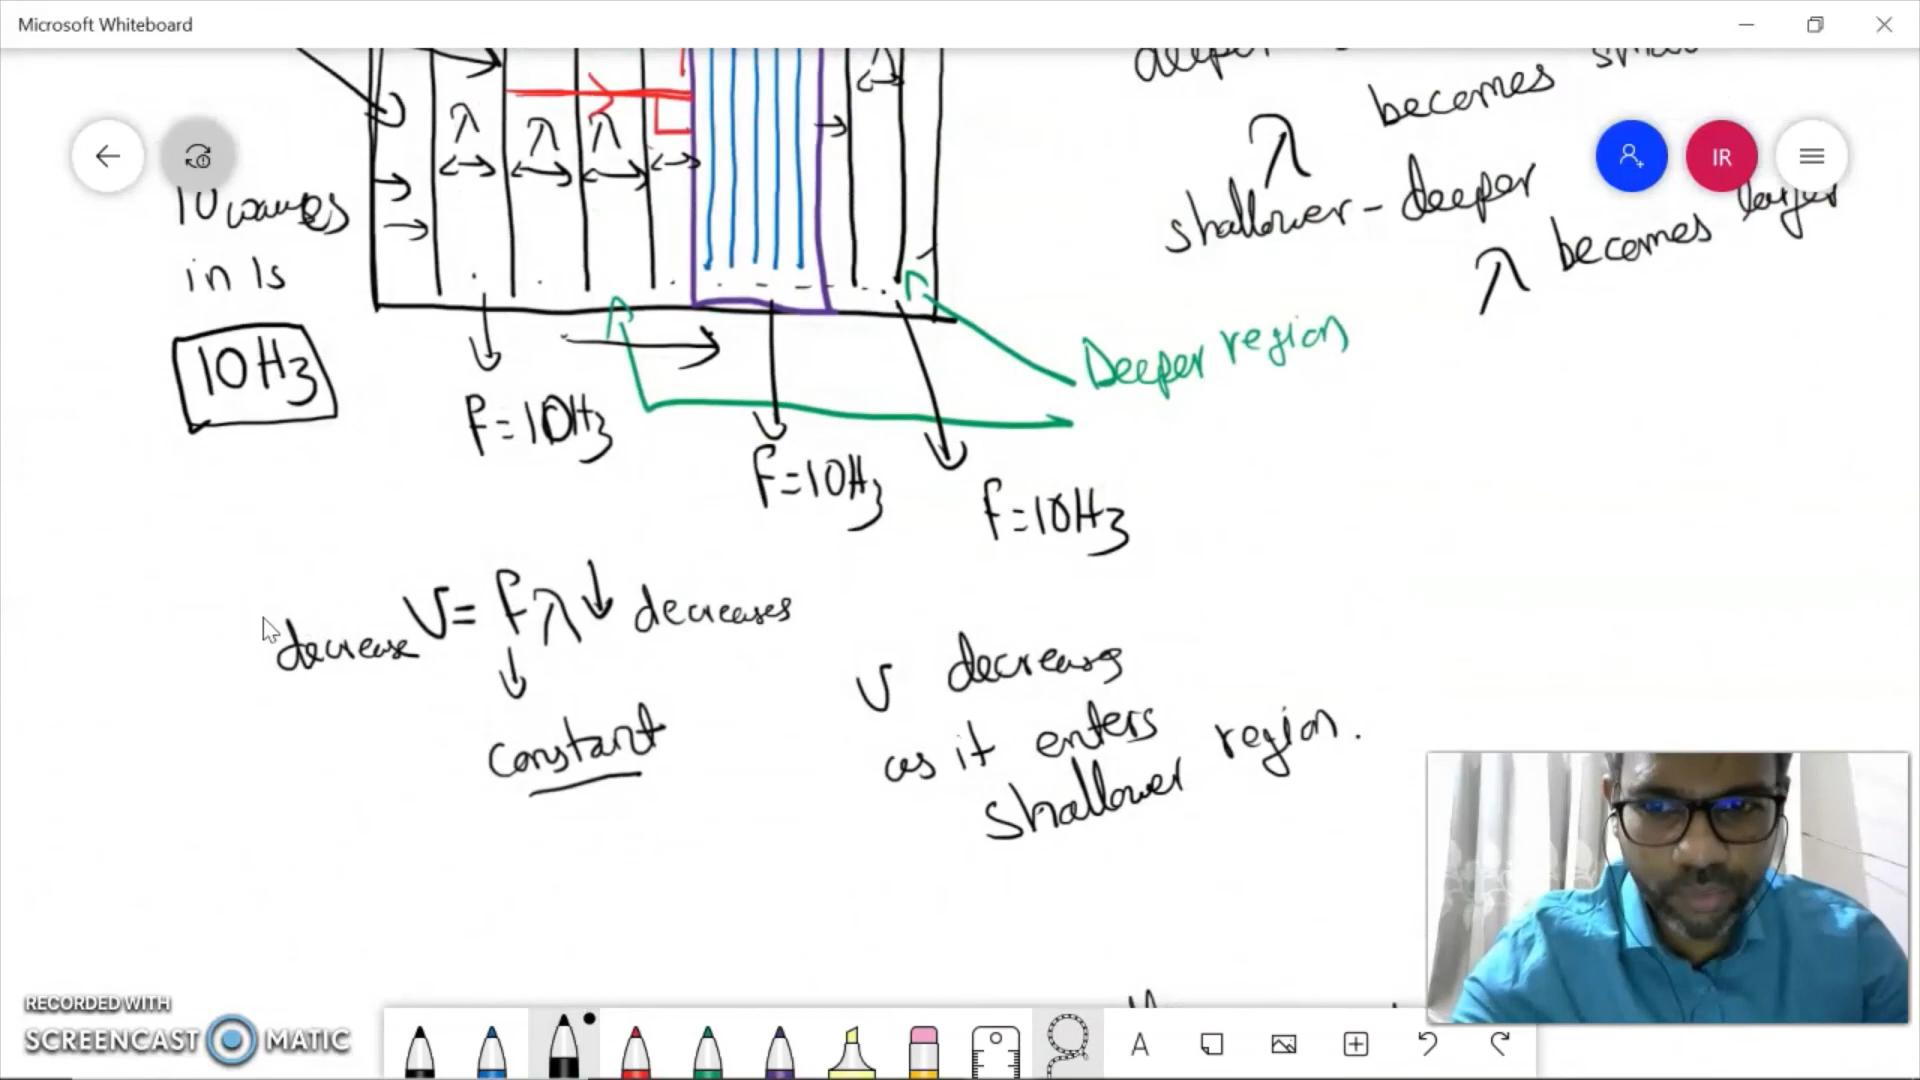 Microsoft Whiteboard
deeper
becomes
λ
shallower - deeper
λ becomes larger
IR
λ
λ λ λ
10 waves
in 1s
10Hz
Deeper region
F=10Hz
F=10Hz
F=10Hz
decrease V= Fλ↓ decreases
constant
V decreases
as it enters
shallower region.
RECORDED WITH
SCREENCAST MATIC
A